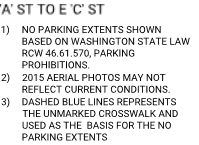 'A' ST TO E 'C' ST
1) NO PARKING EXTENTS SHOWN
BASED ON WASHINGTON STATE LAW
RCW 46.61.570, PARKING
PROHIBITIONS.
2) 2015 AERIAL PHOTOS MAY NOT
REFLECT CURRENT CONDITIONS.
3) DASHED BLUE LINES REPRESENTS
THE UNMARKED CROSSWALK AND
USED AS THE BASIS FOR THE NO
PARKING EXTENTS